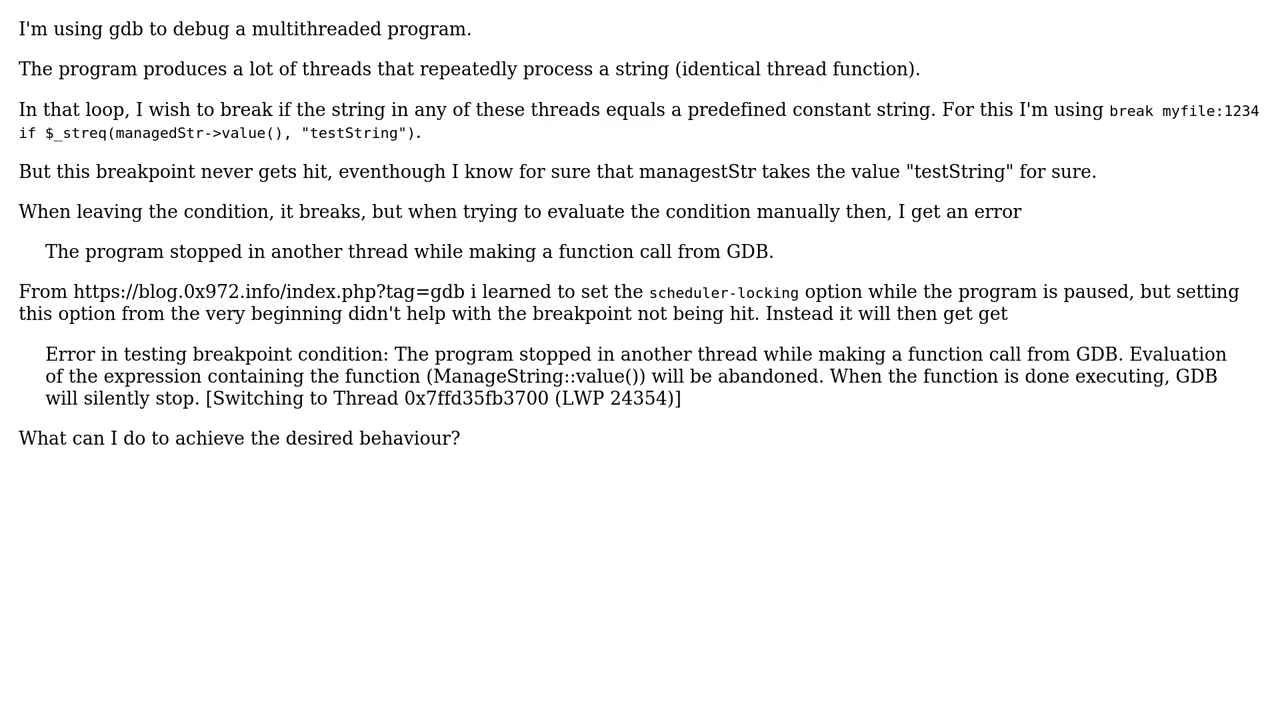 I'm using gdb to debug a multithreaded program.
The program produces a lot of threads that repeatedly process a string (identical thread function).
In that loop, I wish to break if the string in any of these threads equals a predefined constant string. For this I'm using break myfile:1234
if $_streq(managedStr->value(), "testString").
But this breakpoint never gets hit, eventhough I know for sure that managestStr takes the value "testString" for sure.
When leaving the condition, it breaks, but when trying to evaluate the condition manually then, I get an error
The program stopped in another thread while making a function call from GDB.
From https://blog.0x972.info/index.php?tag=gdb i learned to set the scheduler-locking option while the program is paused, but setting
this option from the very beginning didn't help with the breakpoint not being hit. Instead it will then get get
Error in testing breakpoint condition: The program stopped in another thread while making a function call from GDB. Evaluation
of the expression containing the function (ManageString::value()) will be abandoned. When the function is done executing, GDB
will silently stop. [Switching to Thread 0x7ffd35fb3700 (LWP 24354)]
What can I do to achieve the desired behaviour?